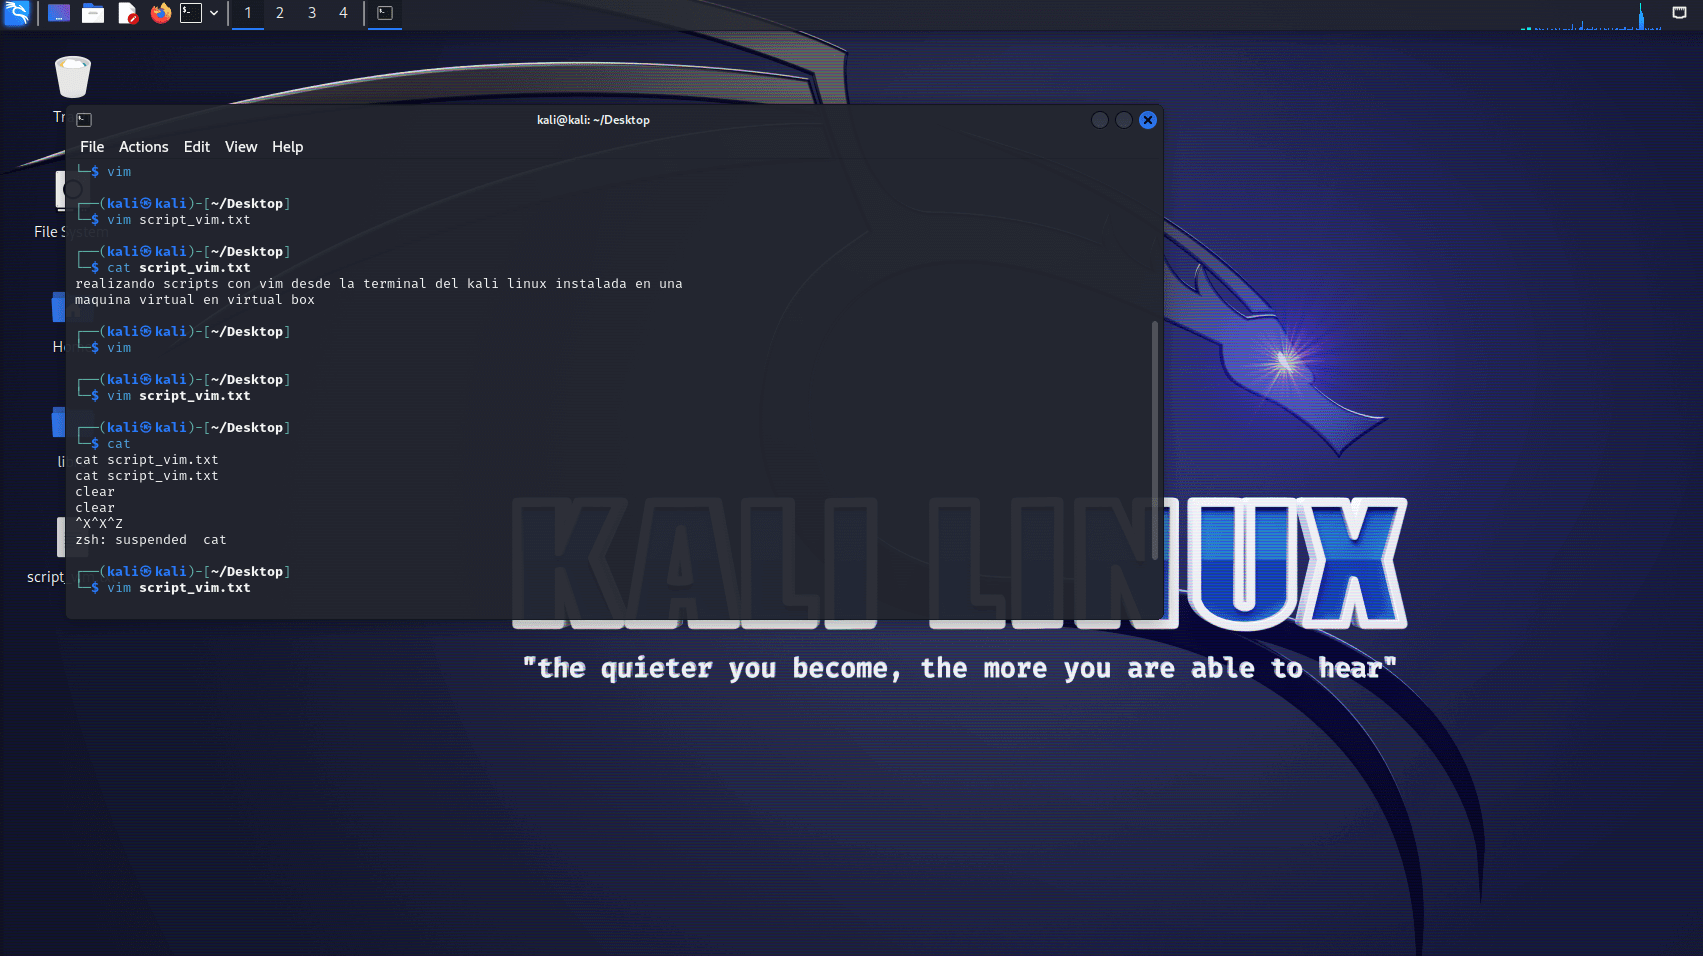 1 2 3 4
kali@kali: ~/Desktop
File Actions Edit View Help
└─$ vim
┌──(kali㉿kali)-[~/Desktop]
└─$ vim script_vim.txt
┌──(kali㉿kali)-[~/Desktop]
└─$ cat script_vim.txt
realizando scripts con vim desde la terminal del kali linux instalada en una
maquina virtual en virtual box
┌──(kali㉿kali)-[~/Desktop]
└─$ vim
┌──(kali㉿kali)-[~/Desktop]
└─$ vim script_vim.txt
┌──(kali㉿kali)-[~/Desktop]
└─$ cat
cat script_vim.txt
cat script_vim.txt
clear
clear
^X^X^Z
zsh: suspended  cat
┌──(kali㉿kali)-[~/Desktop]
└─$ vim script_vim.txt
File System
script_
KALI LINUX
"the quieter you become, the more you are able to hear"